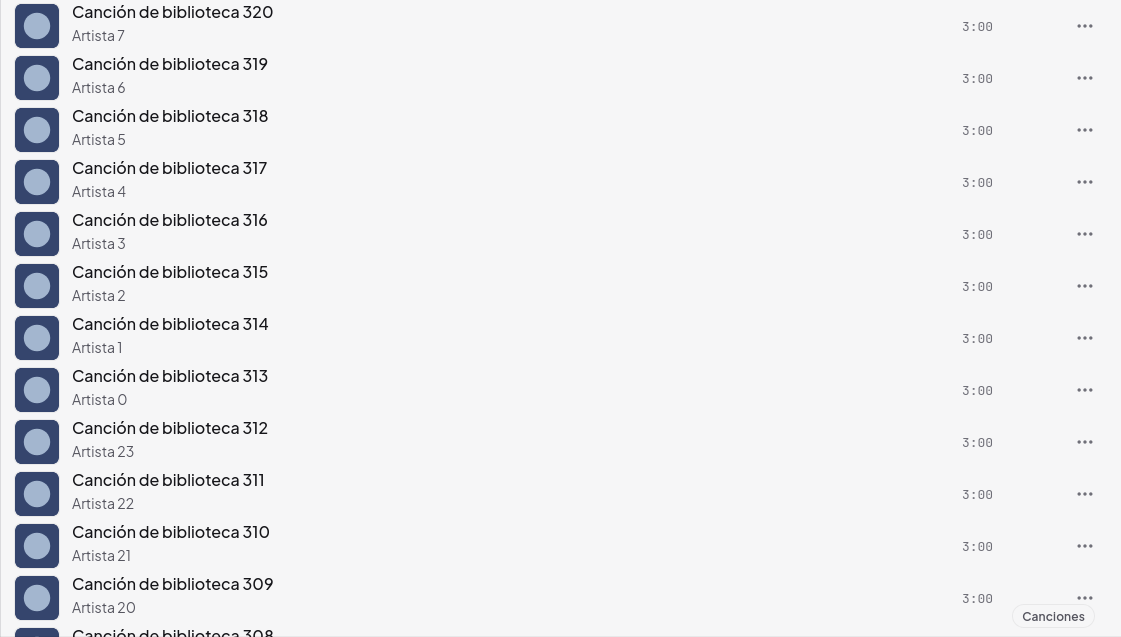 Canción de biblioteca 320
Artista 7
3:00
Canción de biblioteca 319
Artista 6
3:00
Canción de biblioteca 318
Artista 5
3:00
Canción de biblioteca 317
Artista 4
3:00
Canción de biblioteca 316
Artista 3
3:00
Canción de biblioteca 315
Artista 2
3:00
Canción de biblioteca 314
Artista 1
3:00
Canción de biblioteca 313
Artista 0
3:00
Canción de biblioteca 312
Artista 23
3:00
Canción de biblioteca 311
Artista 22
3:00
Canción de biblioteca 310
Artista 21
3:00
Canción de biblioteca 309
Artista 20
3:00
Canciones
Canción de biblioteca 308